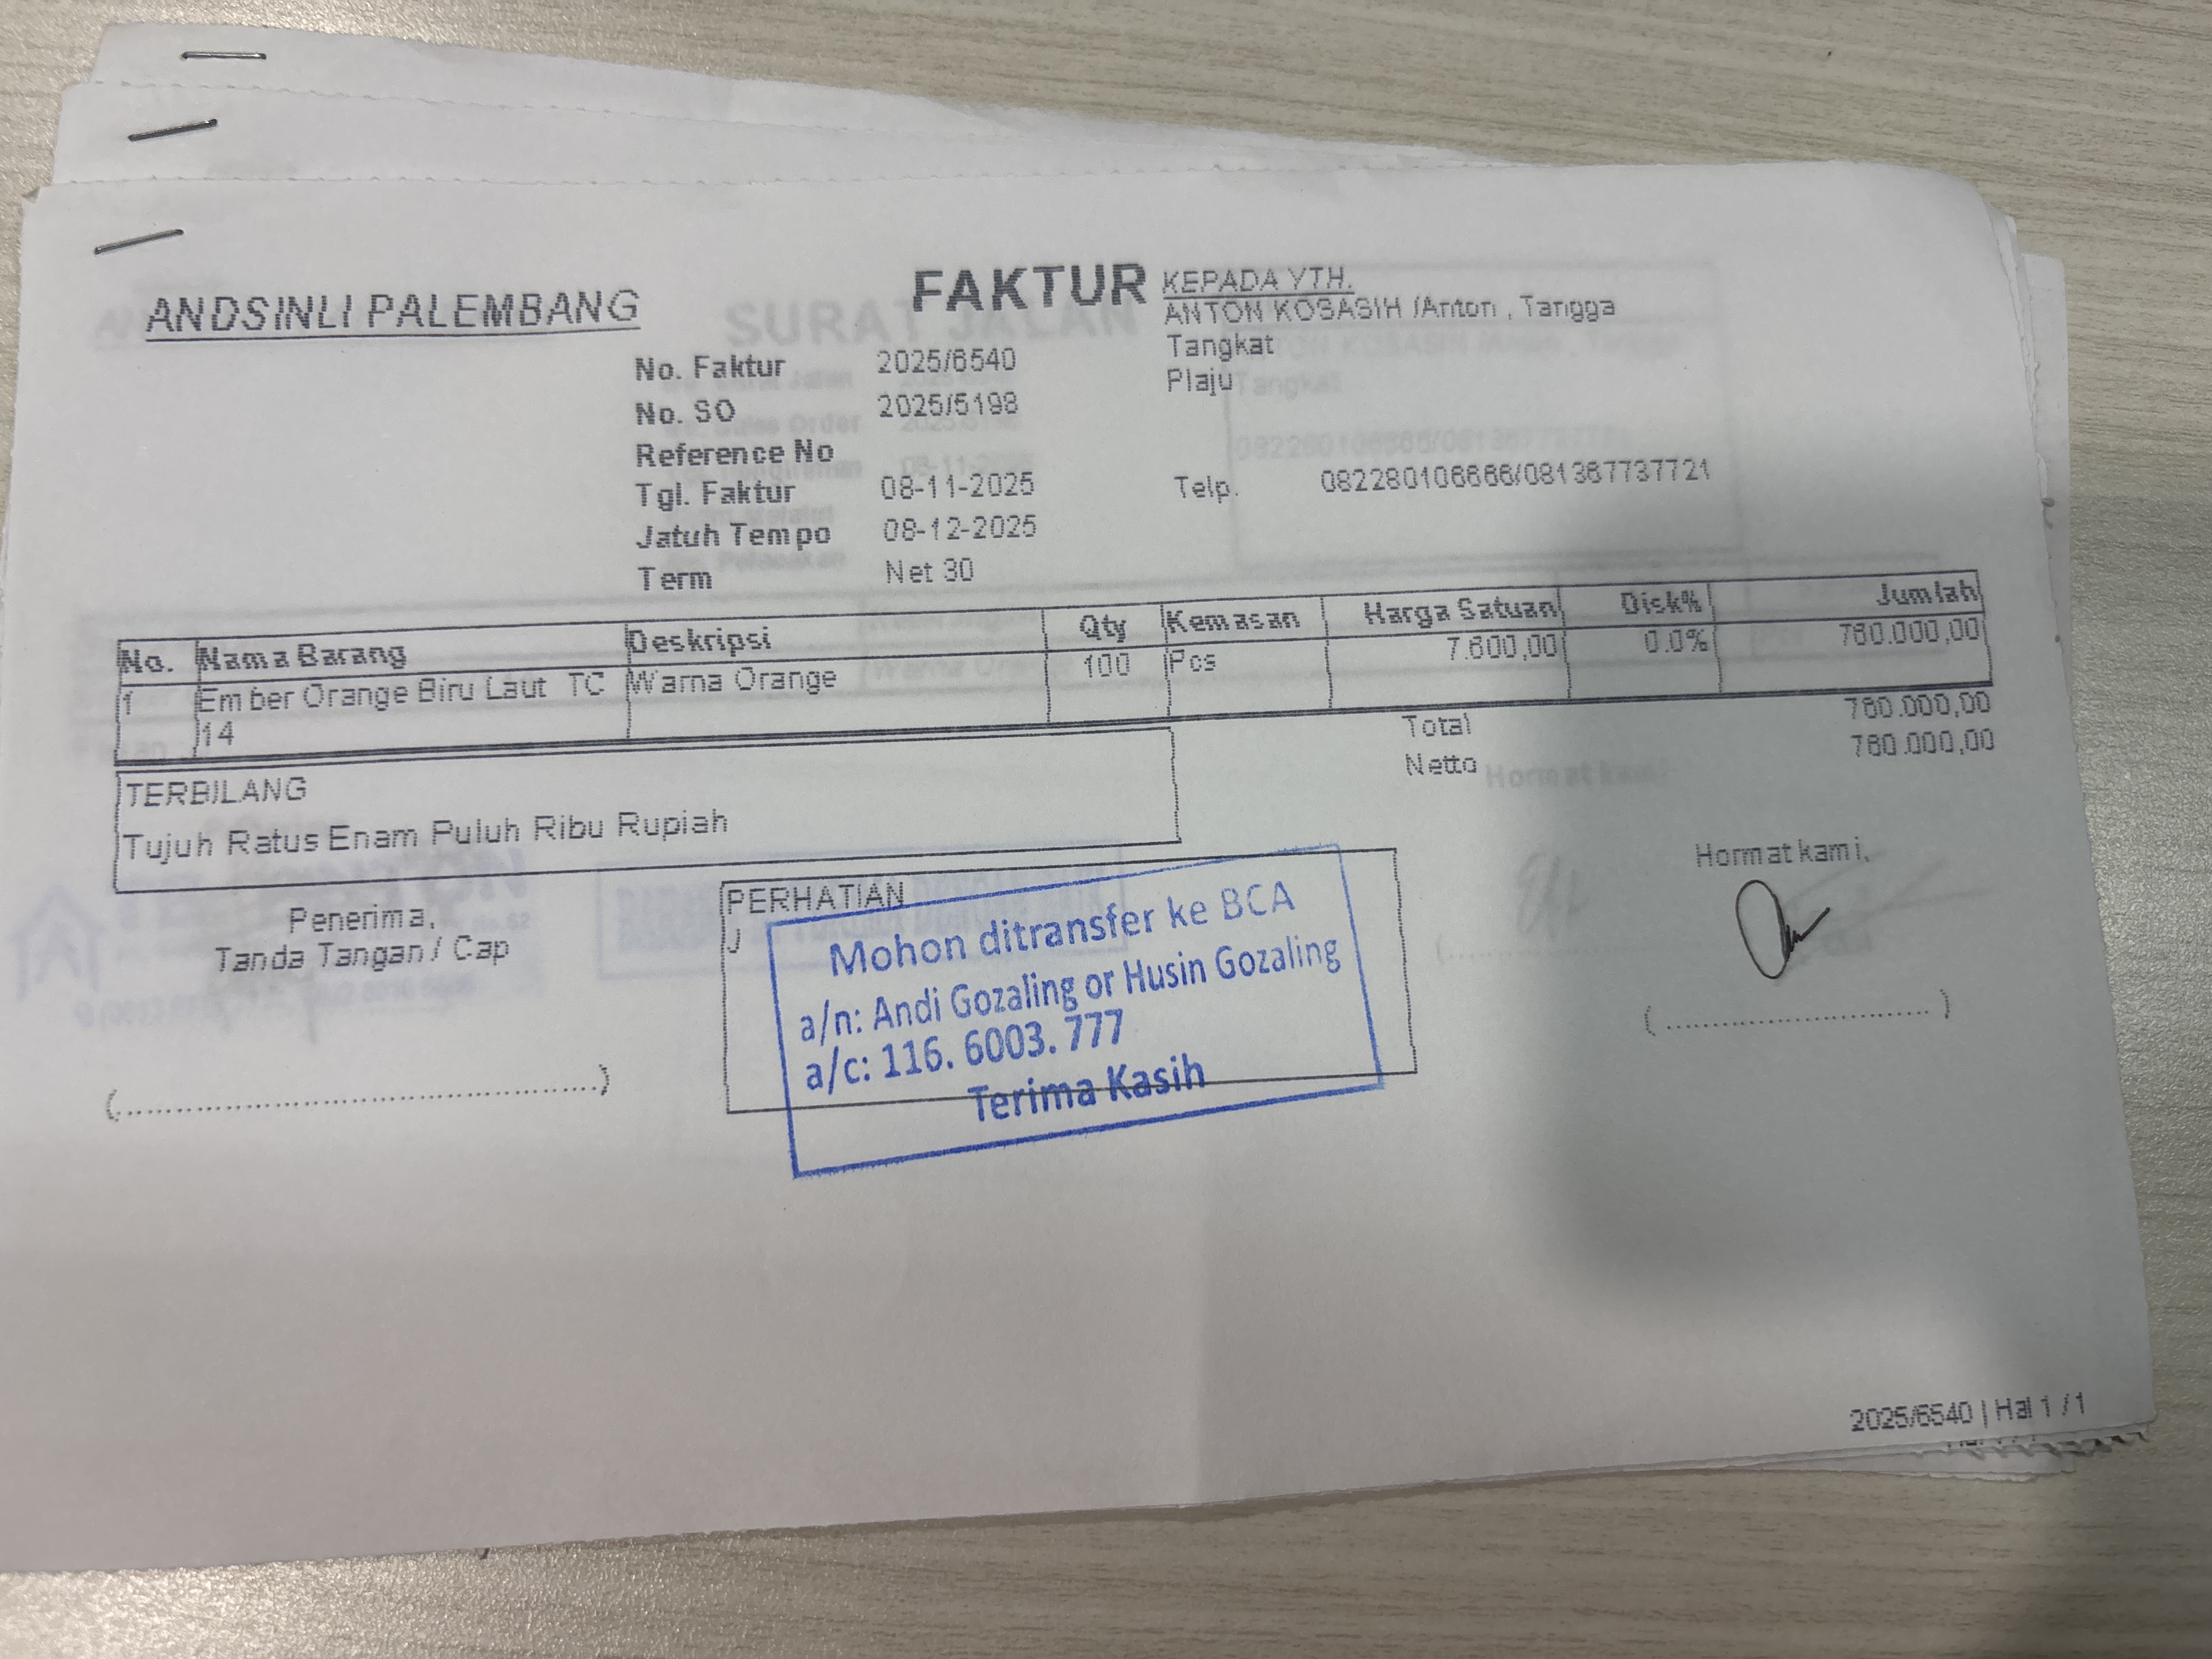 ANDSINLI PALEMBANG
FAKTUR
KEPADA YTH.
ANTON KOSASIH /Anton , Tangga
Tangkat
Plaju
Telp. 082280106666/081367737721
No. Faktur 2025/6540
No. SO 2025/5198
Reference No
Tgl. Faktur 08-11-2025
Jatuh Tempo 08-12-2025
Term Net 30
No. Nama Barang Deskripsi Qty Kemasan Harga Satuan Disk% Jumlah
1 Ember Orange Biru Laut TC Warna Orange 100 Pcs 7.600,00 0.0% 760.000,00
14
Total 760.000,00
Netto 760.000,00
TERBILANG
Tujuh Ratus Enam Puluh Ribu Rupiah
Penerima,
Tanda Tangan / Cap
(..................................................)
PERHATIAN
J
Mohon ditransfer ke BCA
a/n: Andi Gozaling or Husin Gozaling
a/c: 116. 6003. 777
Terima Kasih
Hormat kami,
(.............................)
2025/6540 | Hal 1 / 1